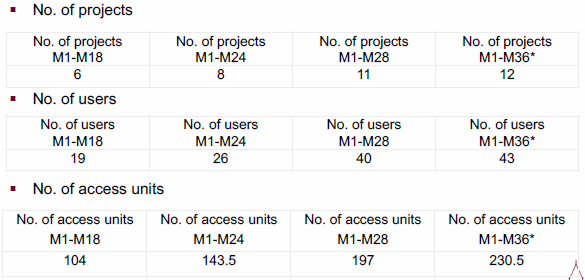 ▪ No. of projects
No. of projects No. of projects No. of projects No. of projects
M1-M18 M1-M24 M1-M28 M1-M36*
6 8 11 12
▪ No. of users
No. of users No. of users No. of users No. of users
M1-M18 M1-M24 M1-M28 M1-M36*
19 26 40 43
▪ No. of access units
No. of access units No. of access units No. of access units No. of access units
M1-M18 M1-M24 M1-M28 M1-M36*
104 143.5 197 230.5